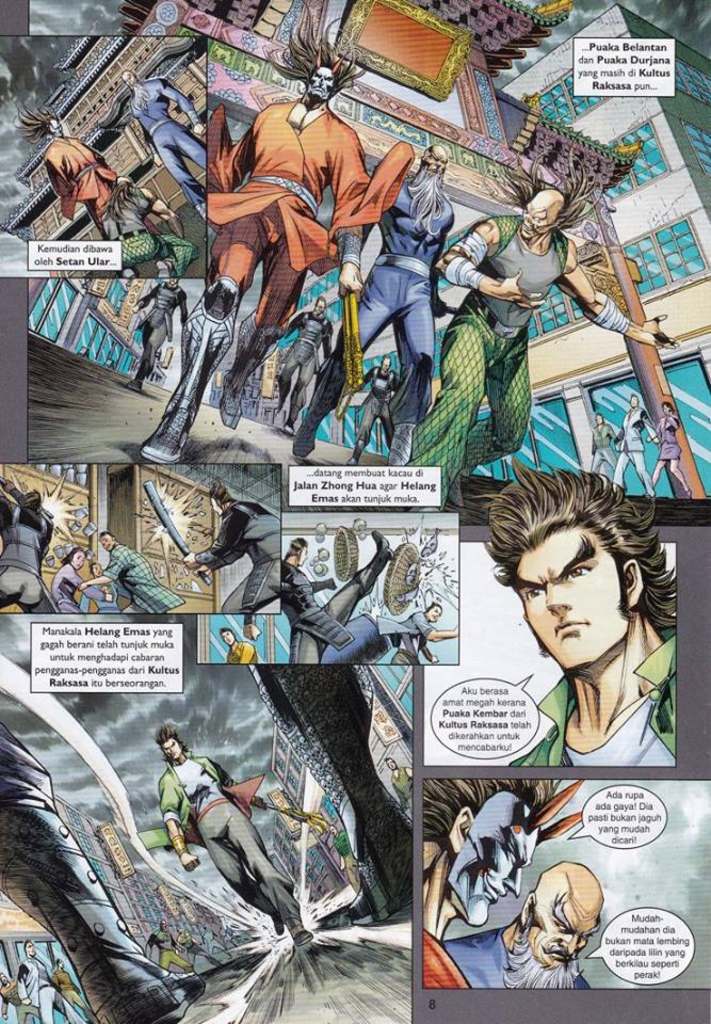 ...Puaka Belantan
dan Puaka Durjana
yang masih di Kultus
Raksasa pun...
Kemudian dibawa
oleh Setan Ular...
...datang membuat kacau di
Jalan Zhong Hua agar Helang
Emas akan tunjuk muka.
Manakala Helang Emas yang
gagah berani telah tunjuk muka
untuk menghadapi cabaran
pengganas-pengganas dari Kultus
Raksasa itu berseorangan.
Aku berasa
amat megah kerana
Puaka Kembar dari
Kultus Raksasa telah
dikerahkan untuk
mencabarku!
Ada rupa
ada gaya! Dia
pasti bukan jaguh
yang mudah
dicari!
Mudah-
mudahan dia
bukan mata lembing
daripada lilin yang
berkilau seperti
perak!
8